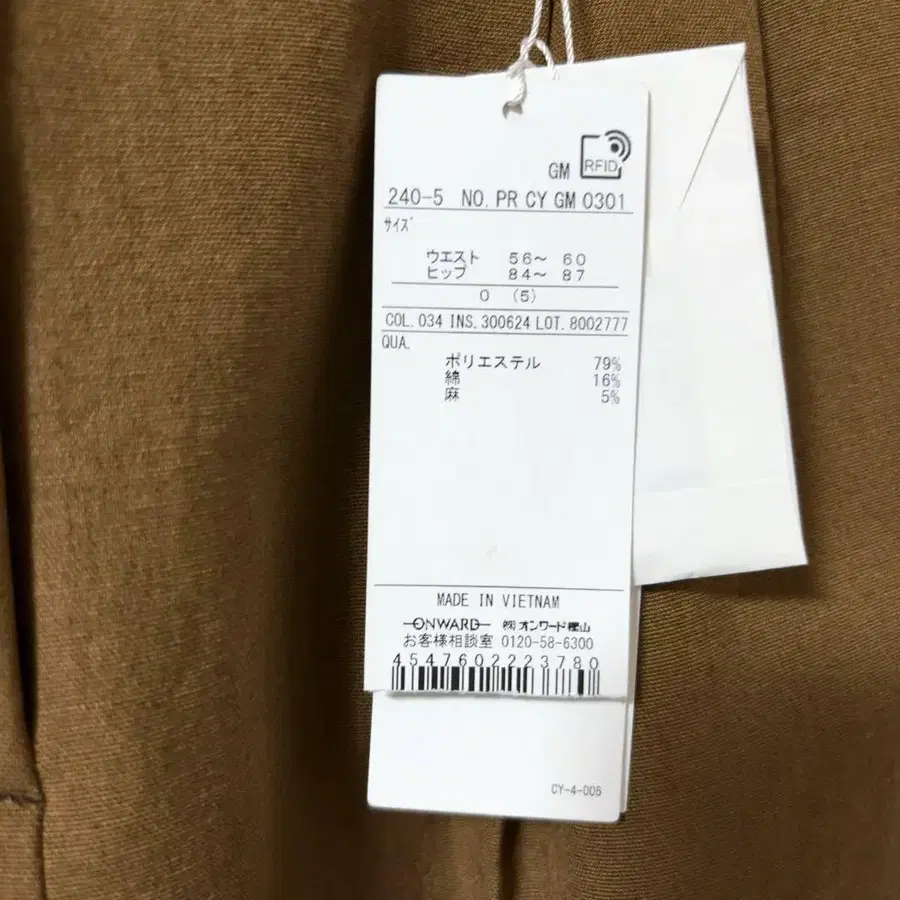 GM RFID
240-5 NO. PR CY GM 0301
サイズ
ウエスト 56～ 60
ヒップ 84～ 87
0 (5)
COL. 034 INS. 300624 LOT. 8002777
QUA.
ポリエステル 79%
綿 16%
麻 5%
MADE IN VIETNAM
ONWARD ㈱オンワード樫山
お客様相談室 0120-58-6300
4547602223780
CY-4-006